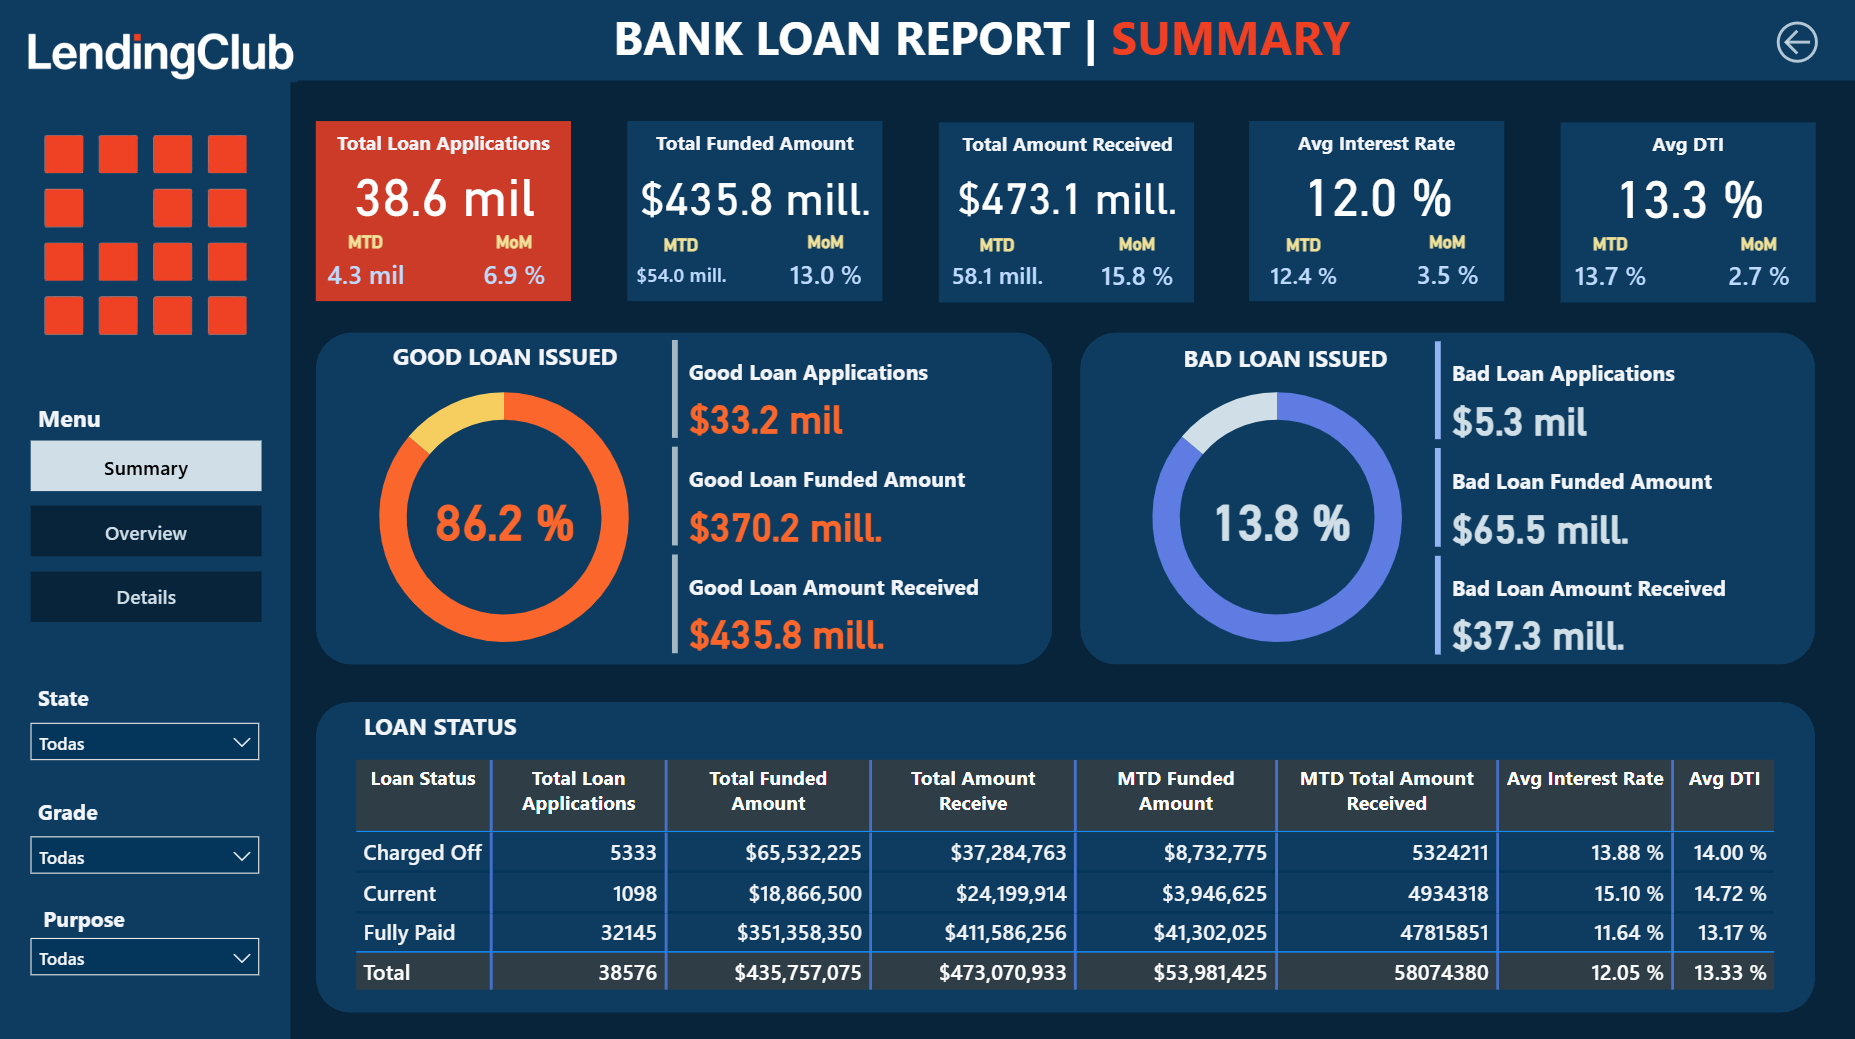 LendingClub
BANK LOAN REPORT | SUMMARY
Total Loan Applications
38.6 mil
MTD MoM
4.3 mil 6.9 %
Total Funded Amount
$435.8 mill.
MTD MoM
$54.0 mill. 13.0 %
Total Amount Received
$473.1 mill.
MTD MoM
58.1 mill. 15.8 %
Avg Interest Rate
12.0 %
MTD MoM
12.4 % 3.5 %
Avg DTI
13.3 %
MTD MoM
13.7 % 2.7 %
Menu
Summary
Overview
Details
State
Todas
Grade
Todas
Purpose
Todas
GOOD LOAN ISSUED
86.2 %
Good Loan Applications
$33.2 mil
Good Loan Funded Amount
$370.2 mill.
Good Loan Amount Received
$435.8 mill.
BAD LOAN ISSUED
13.8 %
Bad Loan Applications
$5.3 mil
Bad Loan Funded Amount
$65.5 mill.
Bad Loan Amount Received
$37.3 mill.
LOAN STATUS
Loan Status Total Loan Total Funded Total Amount MTD Funded MTD Total Amount Avg Interest Rate Avg DTI
Applications Amount Receive Amount Received
Charged Off 5333 $65,532,225 $37,284,763 $8,732,775 5324211 13.88 % 14.00 %
Current 1098 $18,866,500 $24,199,914 $3,946,625 4934318 15.10 % 14.72 %
Fully Paid 32145 $351,358,350 $411,586,256 $41,302,025 47815851 11.64 % 13.17 %
Total 38576 $435,757,075 $473,070,933 $53,981,425 58074380 12.05 % 13.33 %